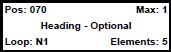 Pos: 070 Max: 1
Heading - Optional
Loop: N1 Elements: 5